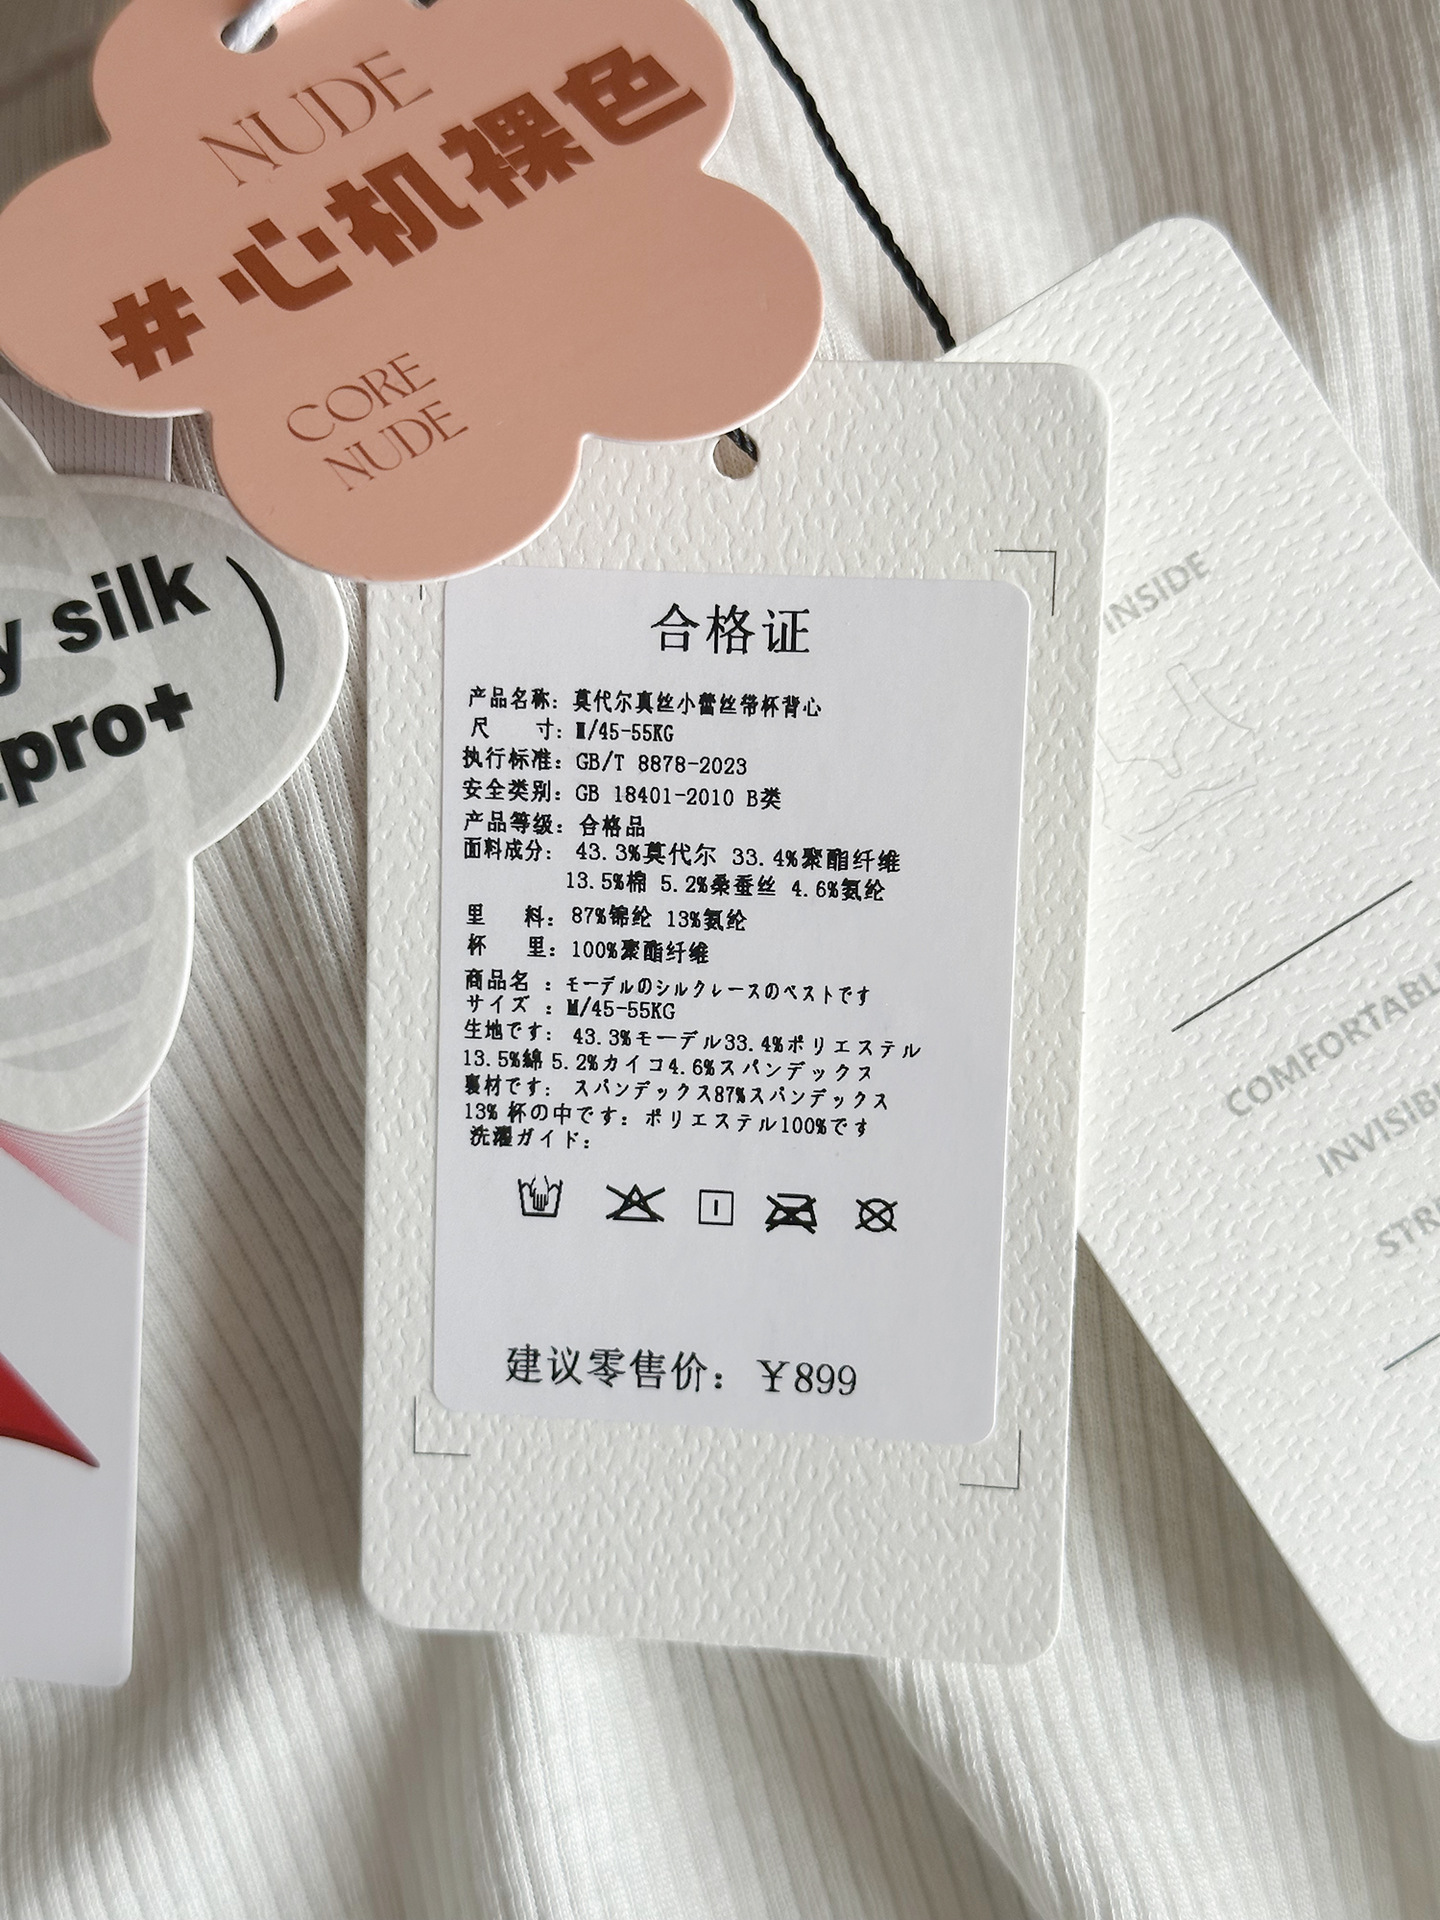 NUDE
#心机裸色
CORE
NUDE
silk
pro+
INSIDE
合格证
产品名称: 莫代尔真丝小蕾丝带杯背心
尺 寸: M/45-55KG
执行标准: GB/T 8878-2023
安全类别: GB 18401-2010 B类
产品等级: 合格品
面料成分: 43.3%莫代尔 33.4%聚酯纤维
13.5%棉 5.2%桑蚕丝 4.6%氨纶
里 料: 87%锦纶 13%氨纶
杯 里: 100%聚酯纤维
商品名 : モーデルのシルクレースのベストです
サイズ : M/45-55KG
生地です: 43.3%モーデル33.4%ポリエステル
13.5%綿 5.2%カイコ4.6%スパンデックス
裏材です: スパンデックス87%スパンデックス
13% 杯の中です: ポリエステル100%です
洗濯ガイド:
建议零售价: ￥899
COMFORTABL
INVISIB
STR